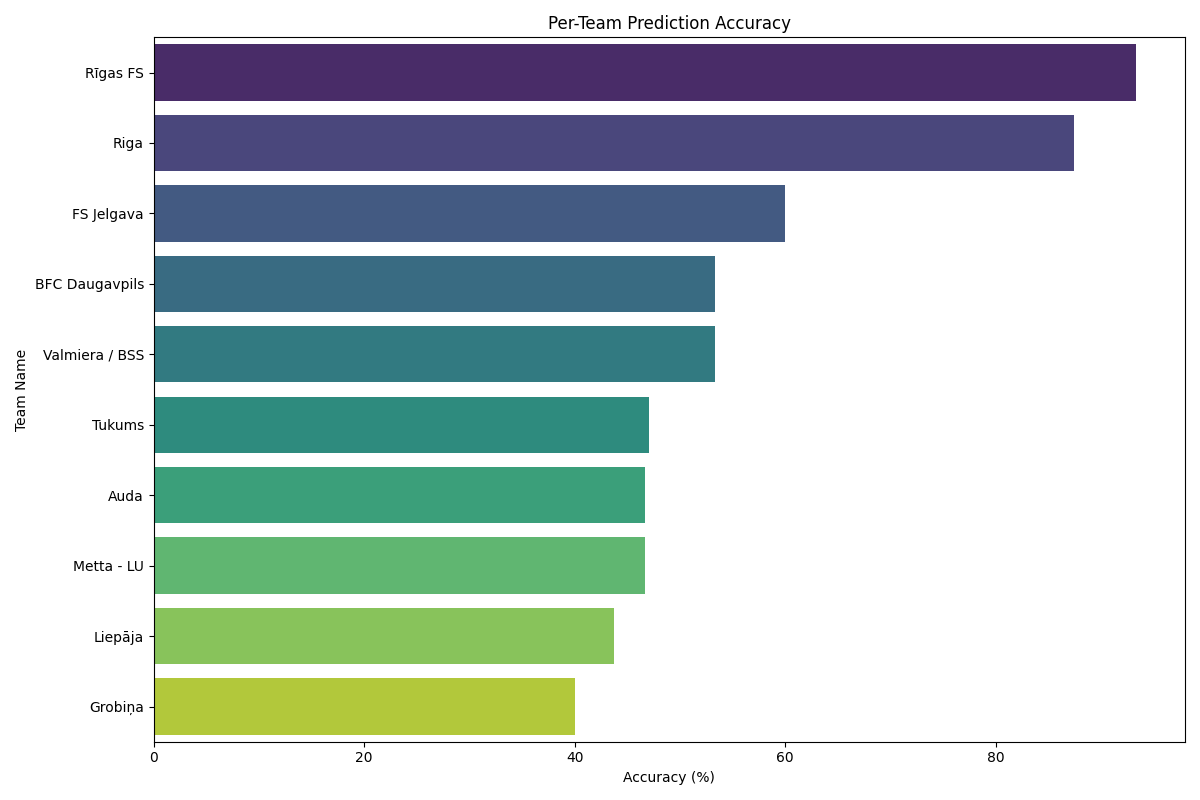 Per-Team Prediction Accuracy
Rīgas FS
Riga
FS Jelgava
BFC Daugavpils
Valmiera / BSS
Tukums
Auda
Metta - LU
Liepāja
Grobiņa
Team Name
0 20 40 60 80
Accuracy (%)